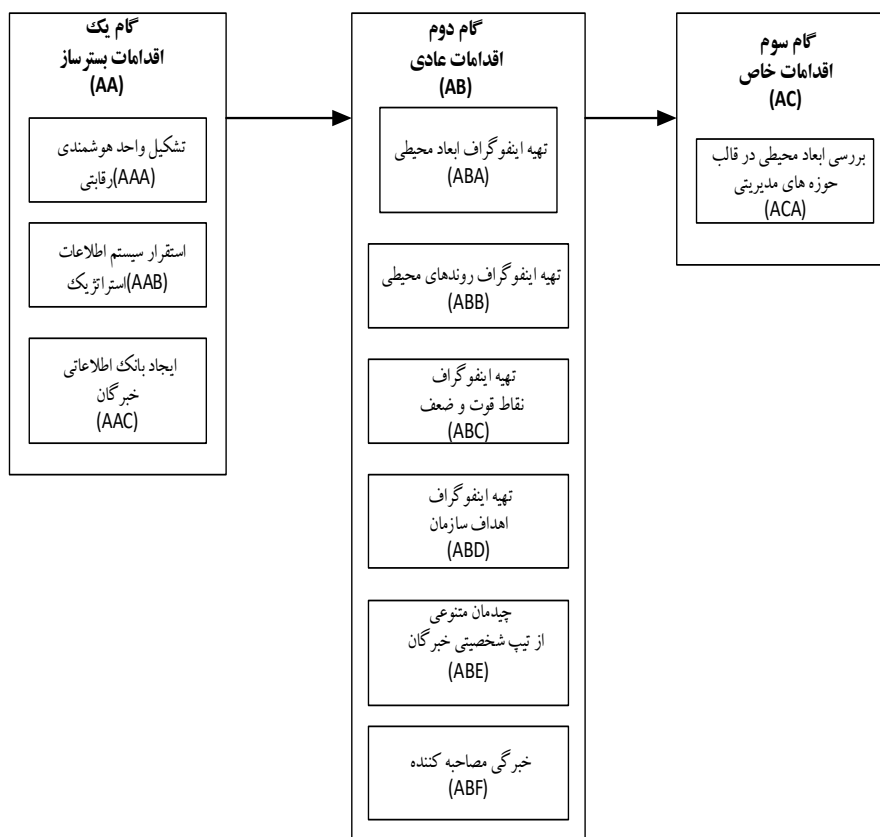 گام یک
اقدامات بسترساز
(AA)
تشکیل واحد هوشمندی
رقابتی(AAA)
استقرار سیستم اطلاعات
استراتژیک(AAB)
ایجاد بانک اطلاعاتی
خبرگان
(AAC)
گام دوم
اقدامات عادی
(AB)
تهیه اینفوگراف ابعاد محیطی
(ABA)
تهیه اینفوگراف روندهای محیطی
(ABB)
تهیه اینفوگراف
نقاط قوت و ضعف
(ABC)
تهیه اینفوگراف
اهداف سازمان
(ABD)
چیدمان متنوعی
از تیپ شخصیتی خبرگان
(ABE)
خبرگی مصاحبه کننده
(ABF)
گام سوم
اقدامات خاص
(AC)
بررسی ابعاد محیطی در قالب
حوزه های مدیریتی
(ACA)